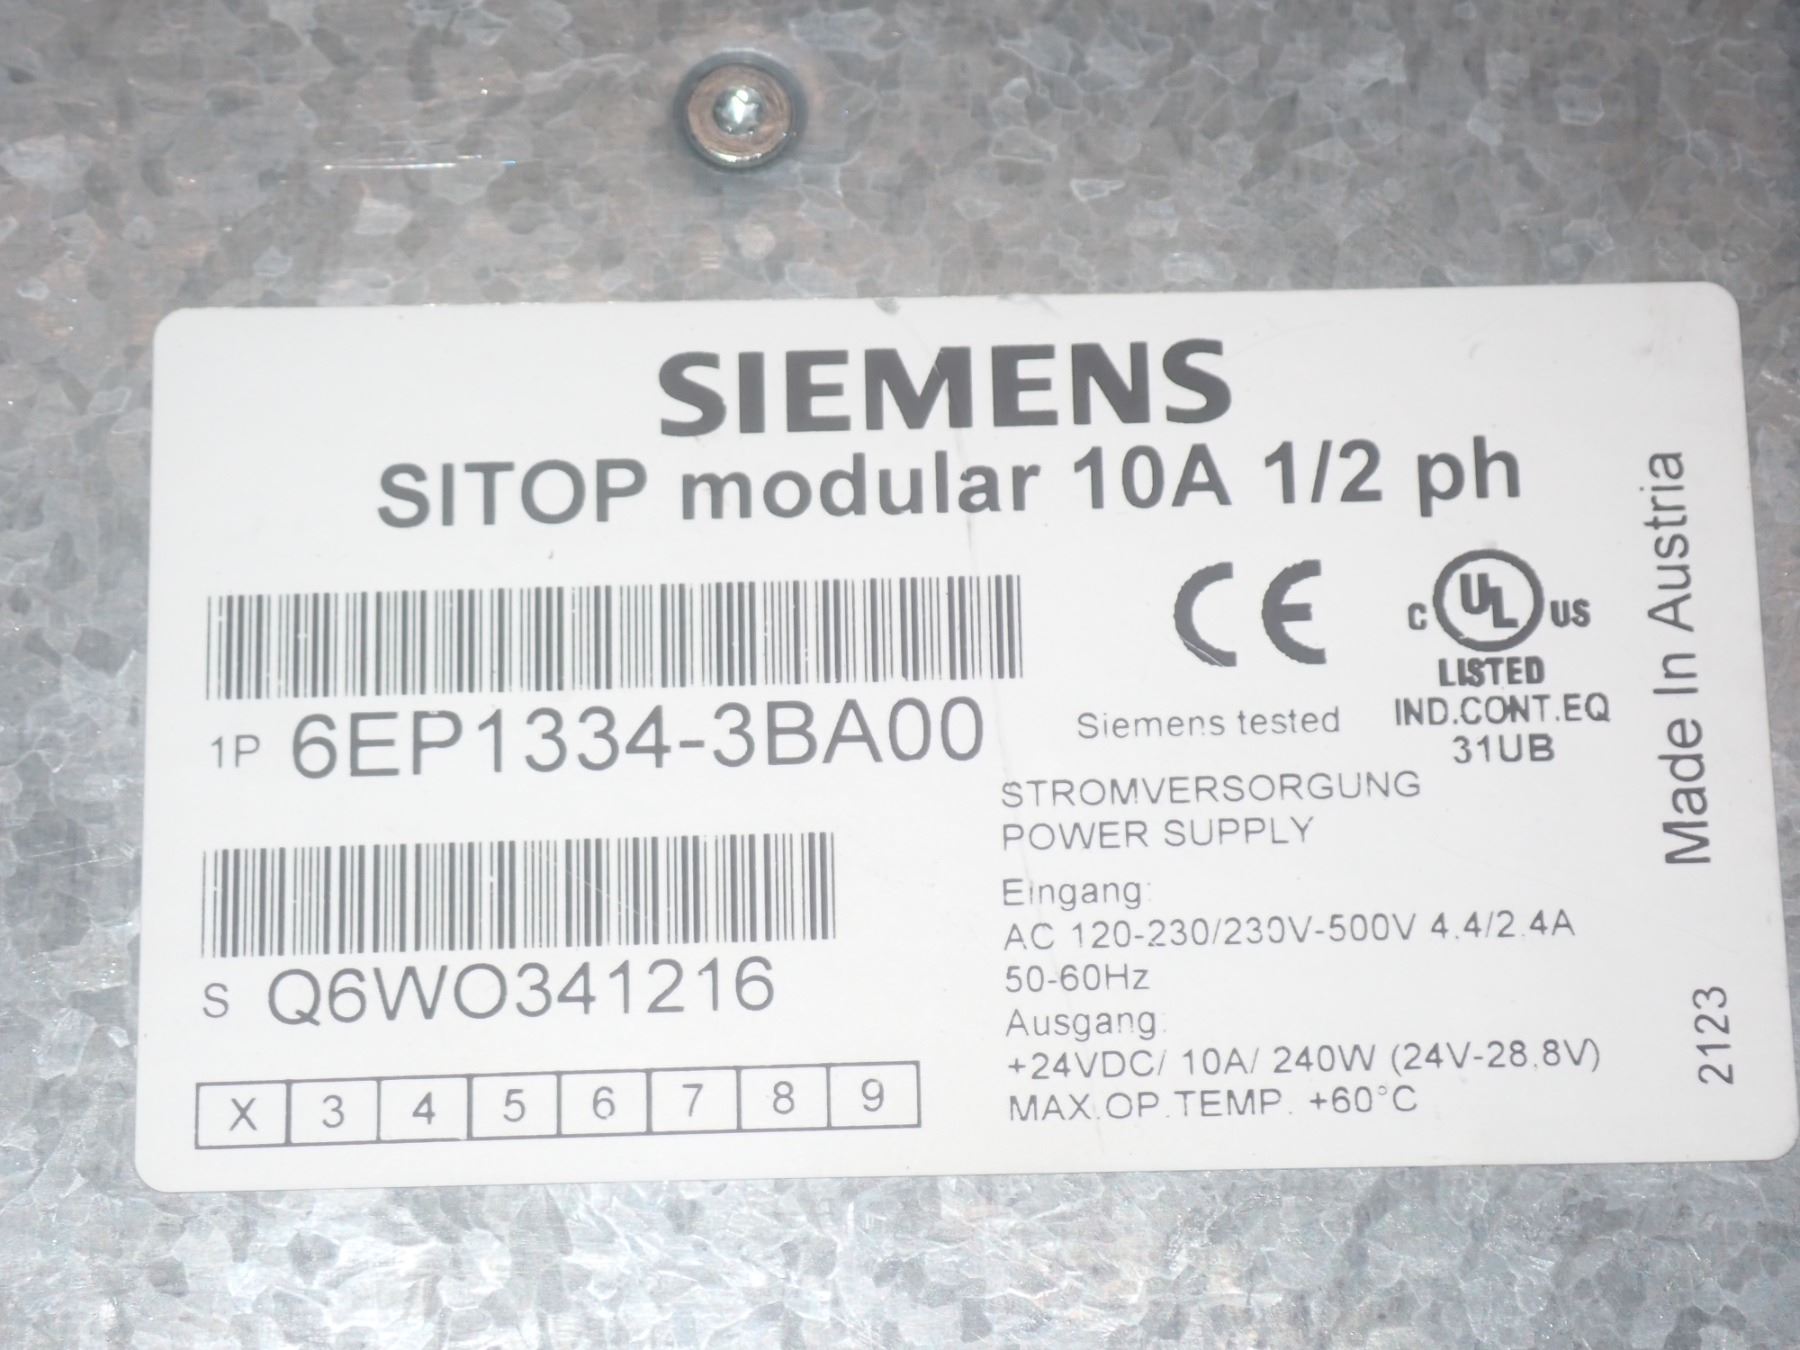 SIEMENS
SITOP modular 10A 1/2 ph
1P 6EP1334-3BA00
S Q6WO341216
X 3 4 5 6 7 8 9
CE
C UL US
LISTED
IND.CONT.EQ
31UB
Siemens tested
STROMVERSORGUNG
POWER SUPPLY
Eingang:
AC 120-230/230V-500V 4.4/2.4A
50-60Hz
Ausgang:
+24VDC/ 10A/ 240W (24V-28.8V)
MAX.OP.TEMP. +60°C
Made In Austria
2123